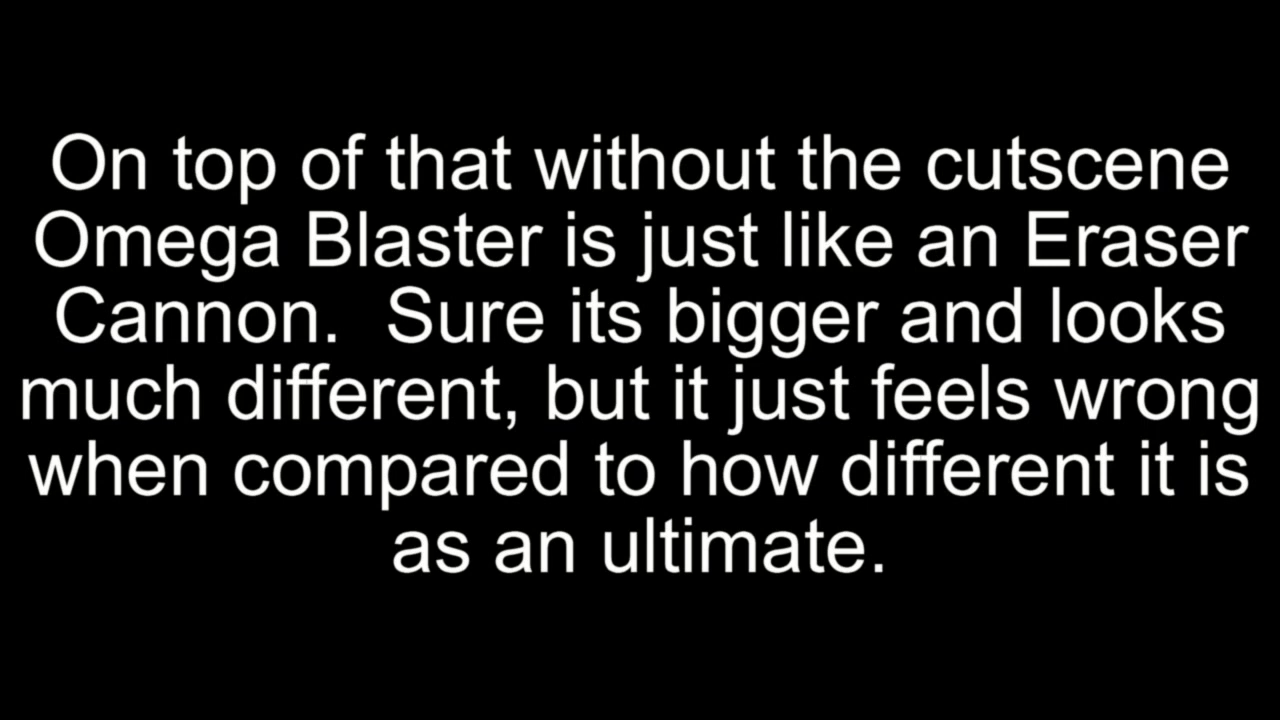 On top of that without the cutscene
Omega Blaster is just like an Eraser
Cannon.  Sure its bigger and looks
much different, but it just feels wrong
when compared to how different it is
as an ultimate.